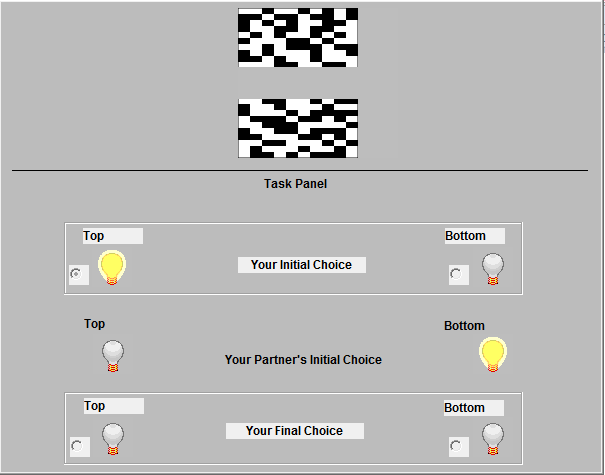 Task Panel
Top
Bottom
Your Initial Choice
Top
Bottom
Your Partner's Initial Choice
Top
Bottom
Your Final Choice